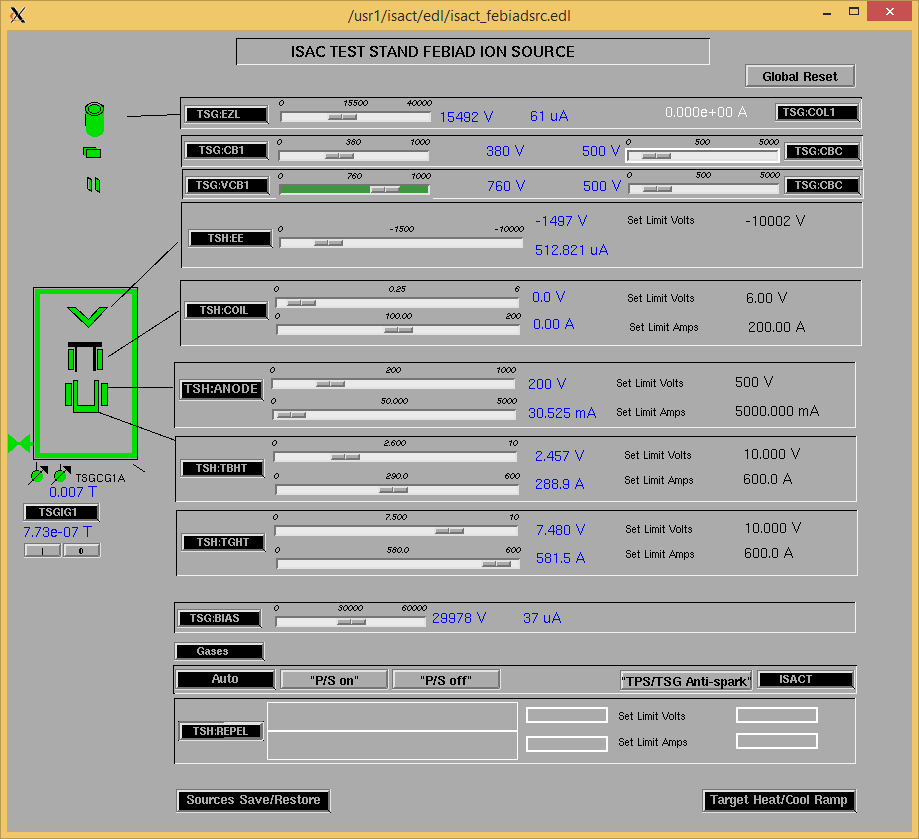 /usr1/isact/edl/isact_febiadsrc.edl
ISAC TEST STAND FEBIAD ION SOURCE
Global Reset
TSG:EZL 0 15500 40000 15492 V 61 uA 0.000e+00 A TSG:COL1
TSG:CB1 0 380 1000 380 V 500 V 0 500 5000 TSG:CBC
TSG:VCB1 0 760 1000 760 V 500 V 0 500 5000 TSG:CBC
TSH:EE 0 -1500 -10000 -1497 V Set Limit Volts -10002 V
512.821 uA
TSH:COIL 0 0.25 6 0.0 V Set Limit Volts 6.00 V
0 100.00 200 0.00 A Set Limit Amps 200.00 A
TSH:ANODE 0 200 1000 200 V Set Limit Volts 500 V
0 50.000 5000 30.525 mA Set Limit Amps 5000.000 mA
TSH:TBHT 0 2.600 10 2.457 V Set Limit Volts 10.000 V
0 290.0 600 288.9 A Set Limit Amps 600.0 A
TSGCG1A
0.007 T
TSGIG1
7.73e-07 T
I 0
TSH:TGHT 0 7.500 10 7.480 V Set Limit Volts 10.000 V
0 580.0 600 581.5 A Set Limit Amps 600.0 A
TSG:BIAS 0 30000 60000 29978 V 37 uA
Gases
Auto "P/S on" "P/S off" "TPS/TSG Anti-spark" ISACT
TSH:REPEL Set Limit Volts
Set Limit Amps
Sources Save/Restore Target Heat/Cool Ramp